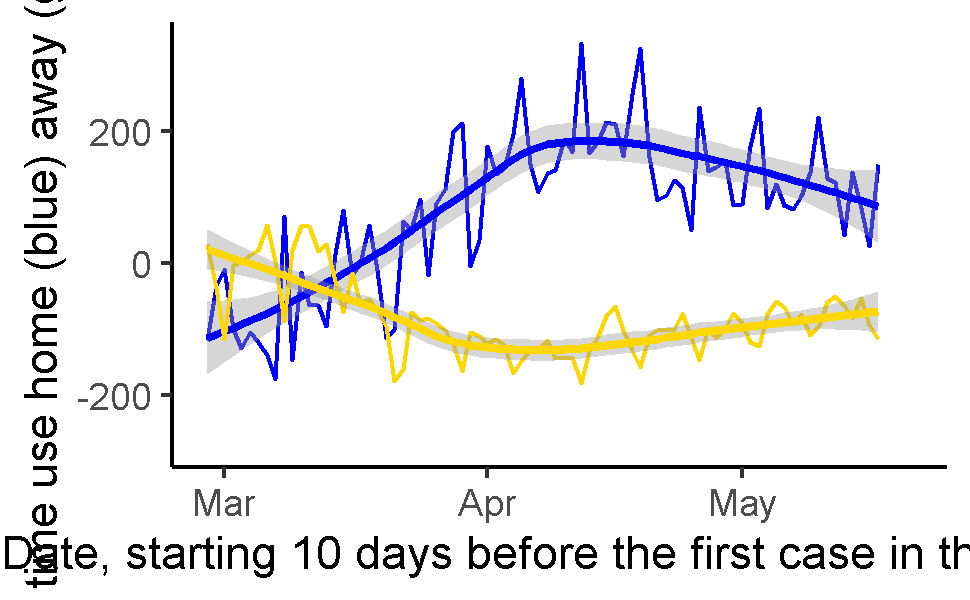 time use home (blue) away (
200
0
-200
Mar Apr May
Date, starting 10 days before the first case in th